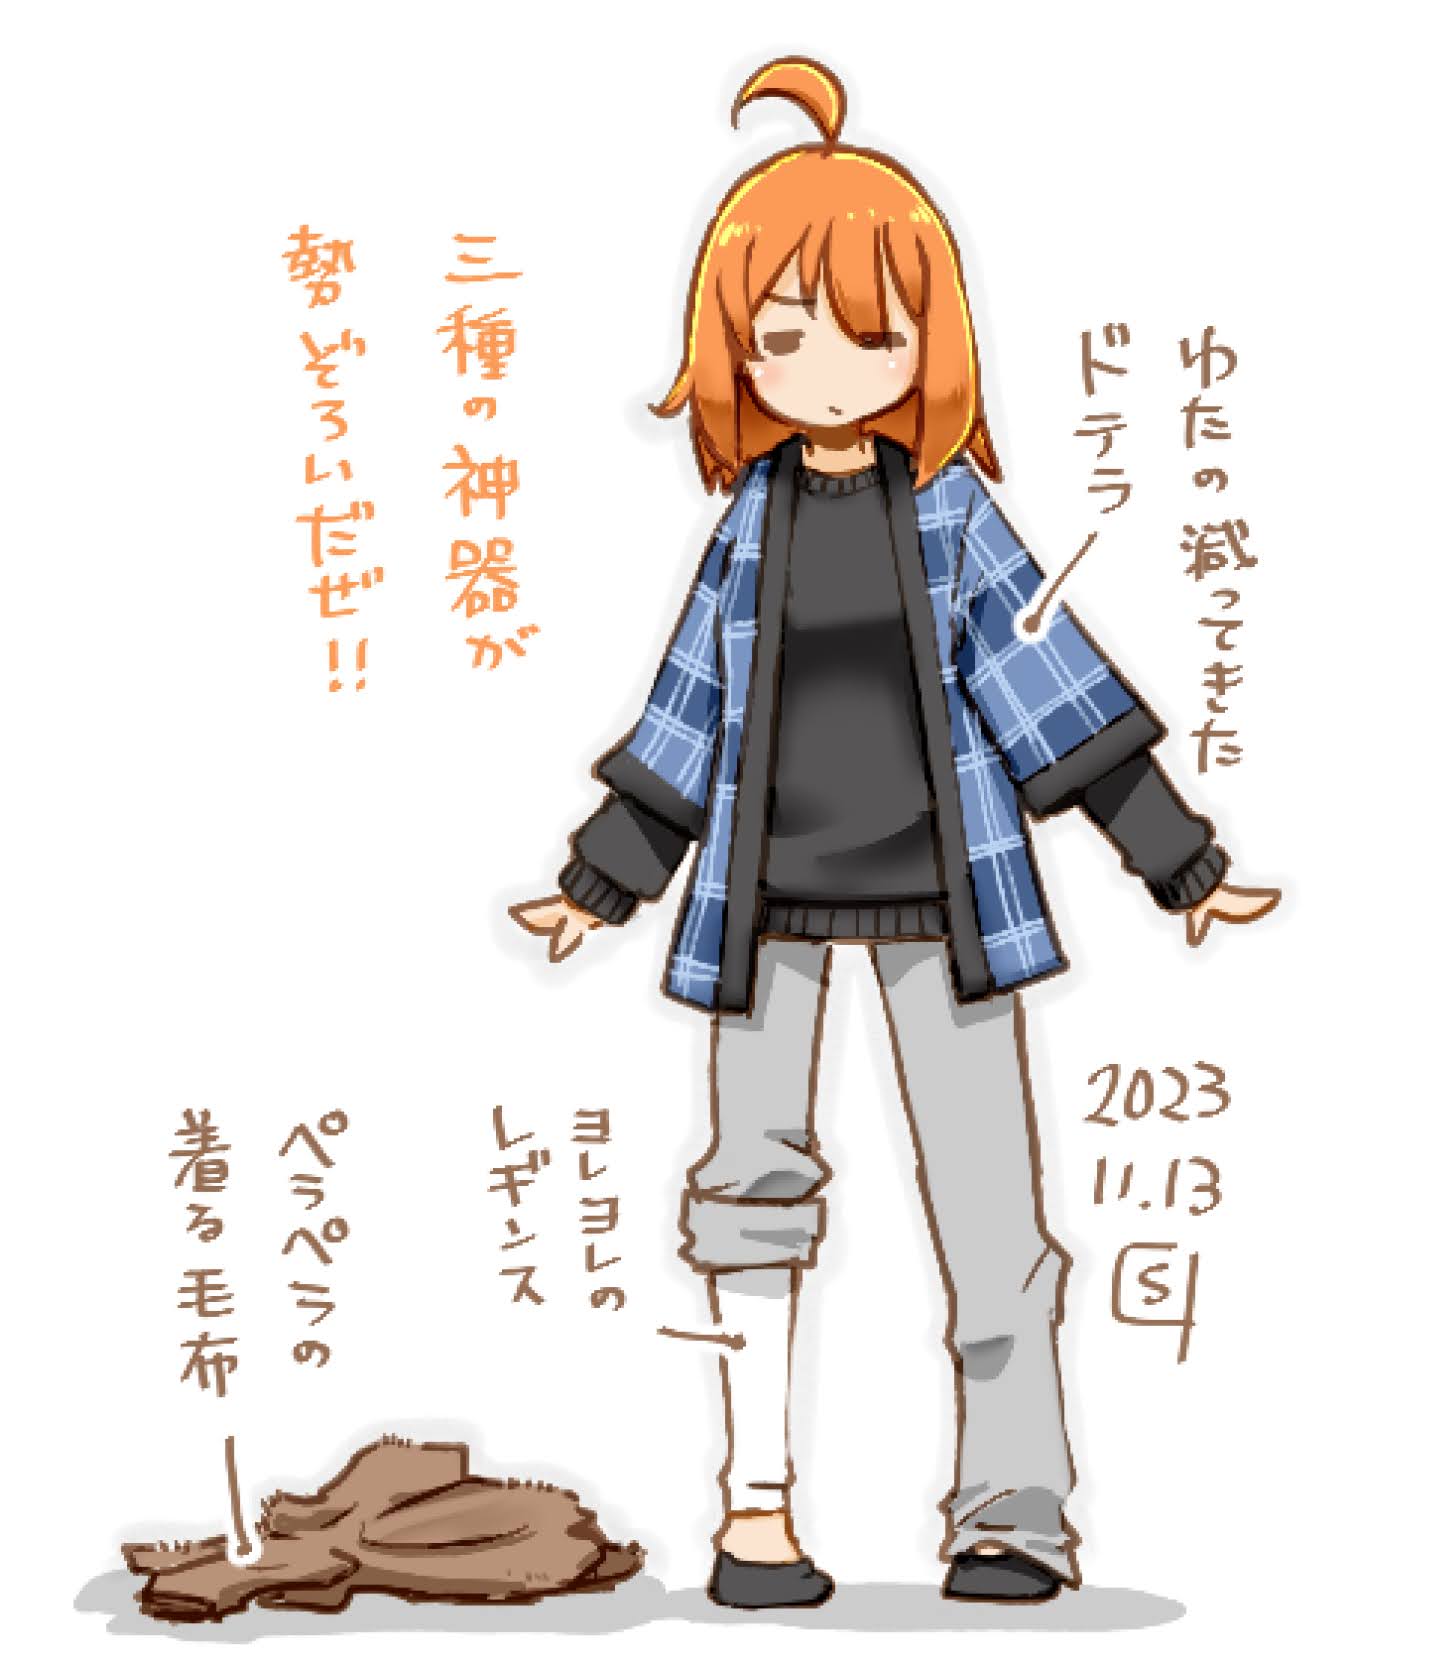 三種の神器が
勢ぞろいだぜ!!
ゆたの減ってきた
ドテラ
ヨレヨレの
レギンス
ペラペラの
着る毛布
2023
11.13
S